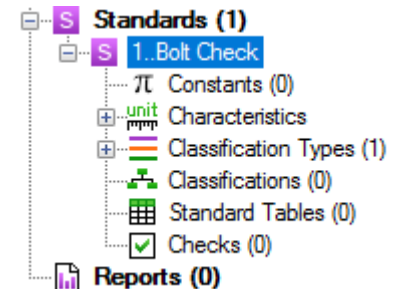 S Standards (1)
S 1..Bolt Check
π Constants (0)
unit Characteristics
Classification Types (1)
Classifications (0)
Standard Tables (0)
Checks (0)
Reports (0)